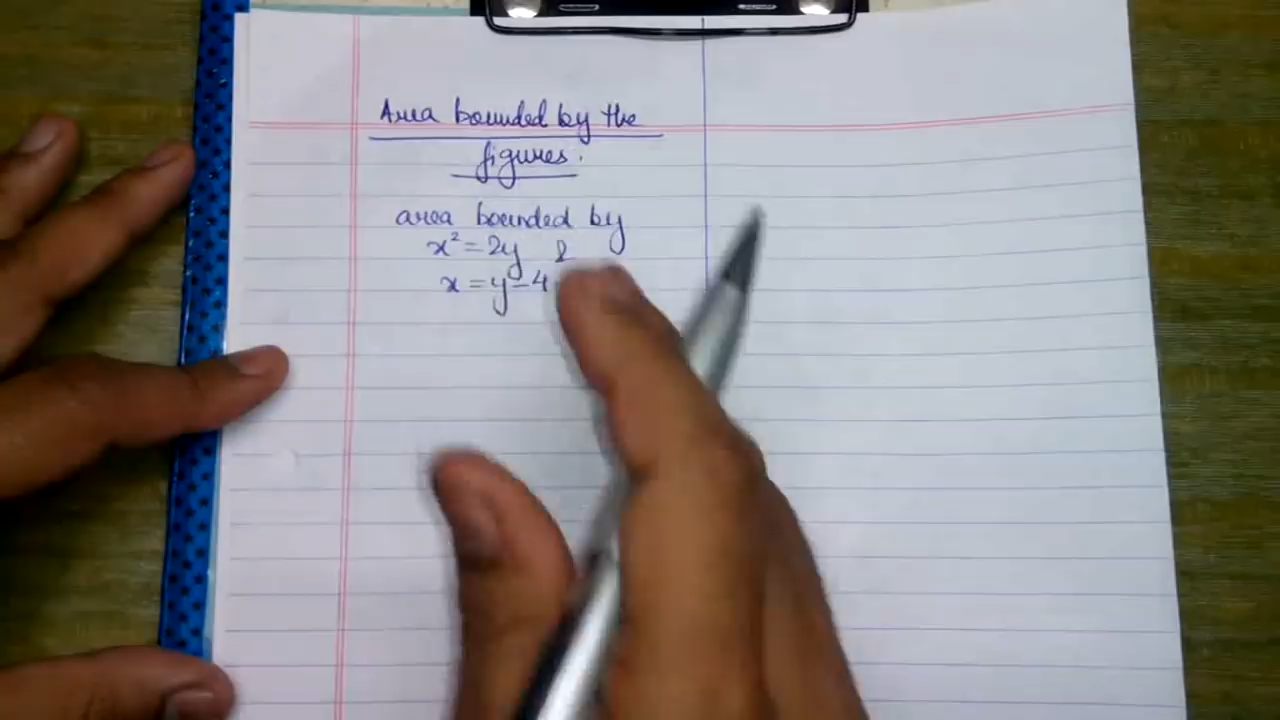 Area bounded by the
figures.
area bounded by
x² = 2y &
x = y - 4